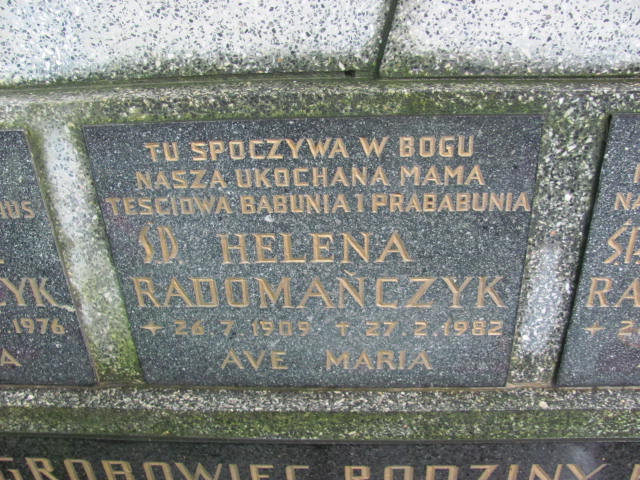 TU SPOCZYWA W BOGU
NASZA UKOCHANA MAMA
TEŚCIOWA BABUNIA I PRABABUNIA
ŚP HELENA
RADOMAŃCZYK
✶ 26 7 1909 ✝ 27 2 1982
AVE MARIA
1976
GROBOWIEC RODZINY